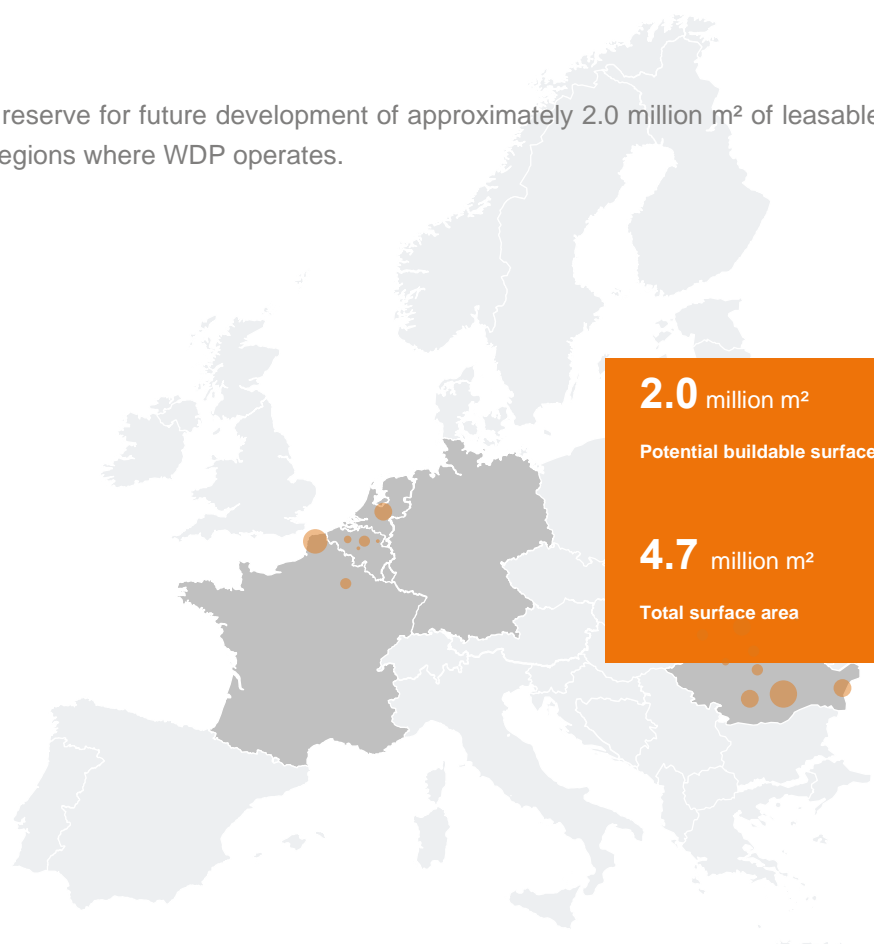 reserve for future development of approximately 2.0 million m² of leasable
regions where WDP operates.
2.0 million m²
Potential buildable surface
4.7 million m²
Total surface area